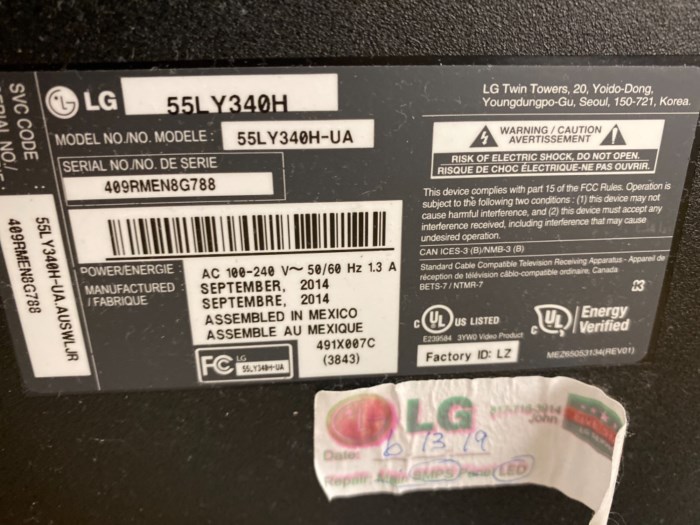 SVC CODE :
SERIAL NO./
55LY340H-UA.AUSWLJR
409RMEN8G788
LG 55LY340H
MODEL NO./NO. MODELE : 55LY340H-UA
SERIAL NO./NO. DE SERIE
409RMEN8G788
POWER/ENERGIE : AC 100-240 V~ 50/60 Hz 1.3 A
MANUFACTURED : SEPTEMBER, 2014
/ FABRIQUE SEPTEMBRE, 2014
ASSEMBLED IN MEXICO
ASSEMBLE AU MEXIQUE
491X007C
(3843)
FC LG
55LY340H-UA
LG Twin Towers, 20, Yoido-Dong,
Youngdungpo-Gu, Seoul, 150-721, Korea.
WARNING / CAUTION
AVERTISSEMENT
RISK OF ELECTRIC SHOCK, DO NOT OPEN.
RISQUE DE CHOC ÉLECTRIQUE-NE PAS OUVRIR.
This device complies with part 15 of the FCC Rules. Operation is
subject to the following two conditions : (1) this device may not
cause harmful interference, and (2) this device must accept any
interference received, including interference that may cause
undesired operation.
CAN ICES-3 (B)/NMB-3 (B)
Standard Cable Compatible Television Receiving Apparatus - Appareil de
réception de télévision câblo-compatible ordinaire, Canada
BETS-7 / NTMR-7
03
c UL US LISTED
E239584 3YW0 Video Product
c UL Energy
Verified
Factory ID: LZ
MEZ65053134(REV01)
LG
John
Date: 6/3/19
Repair: SMPS LED